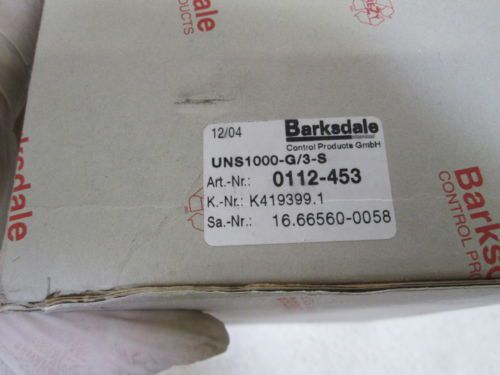 ksdale
DUCTS
12/04
Barksdale
Control Products GmbH
UNS1000-G/3-S
Art.-Nr.: 0112-453
K.-Nr.: K419399.1
Sa.-Nr.: 16.66560-0058
Barksdale
CONTROL PRO